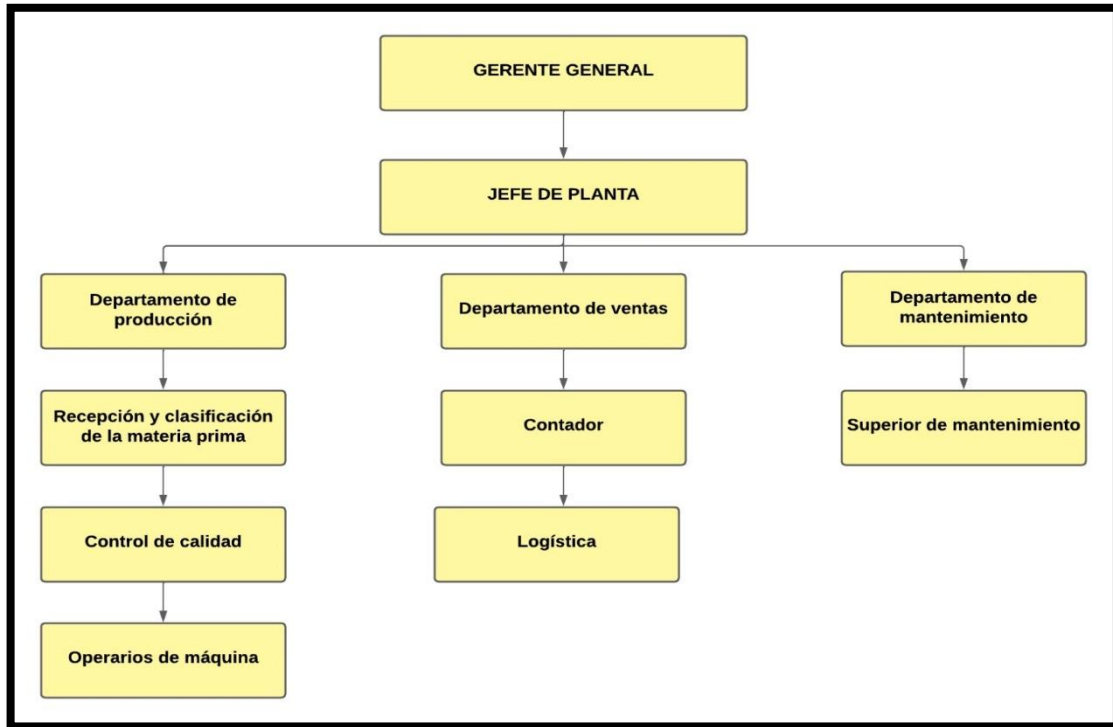 GERENTE GENERAL
JEFE DE PLANTA
Departamento de
producción
Departamento de ventas
Departamento de
mantenimiento
Recepción y clasificación
de la materia prima
Contador
Superior de mantenimiento
Control de calidad
Logística
Operarios de máquina